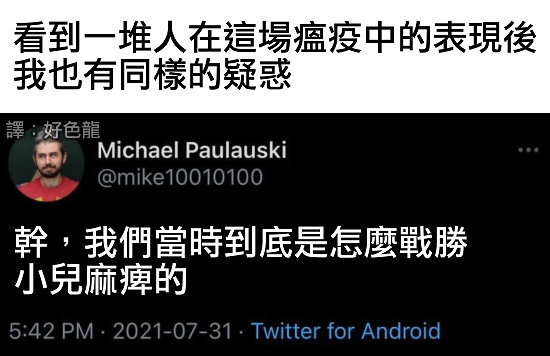 看到一堆人在這場瘟疫中的表現後
我也有同樣的疑惑
譯：好色龍
Michael Paulauski
@mike10010100
幹，我們當時到底是怎麼戰勝
小兒麻痺的
5:42 PM · 2021-07-31 · Twitter for Android